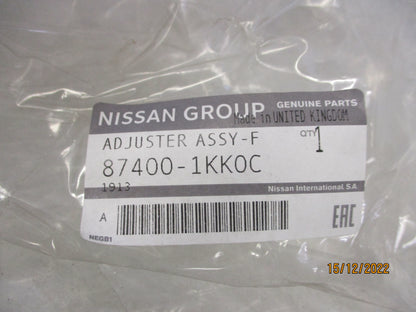 NISSAN GROUP GENUINE PARTS
Made in UNITED KINGDOM
ADJUSTER ASSY-F QTY 1
87400-1KK0C
1913
Nissan International S.A.
A
EAC
NEGB1
15/12/2022